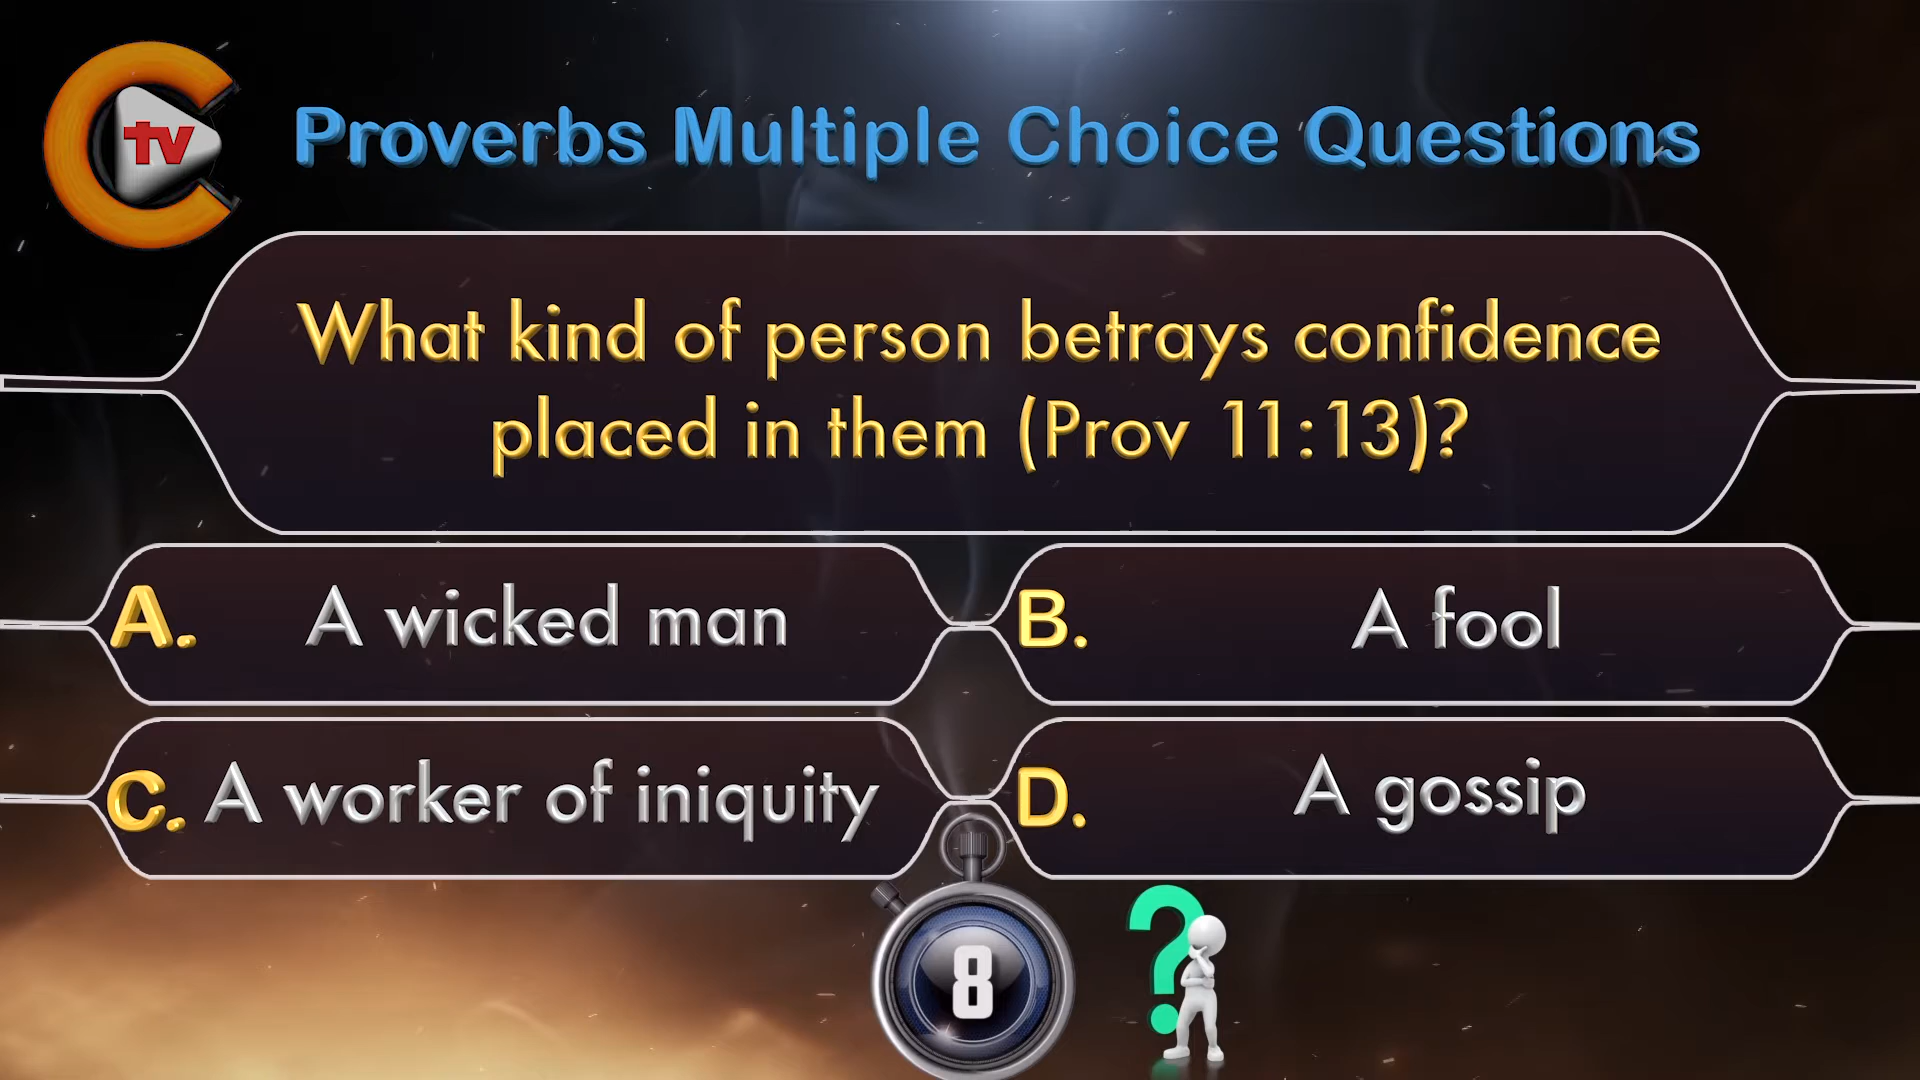 tv
Proverbs Multiple Choice Questions
What kind of person betrays confidence
placed in them (Prov 11:13)?
A. A wicked man
B. A fool
C. A worker of iniquity
D. A gossip
8
?